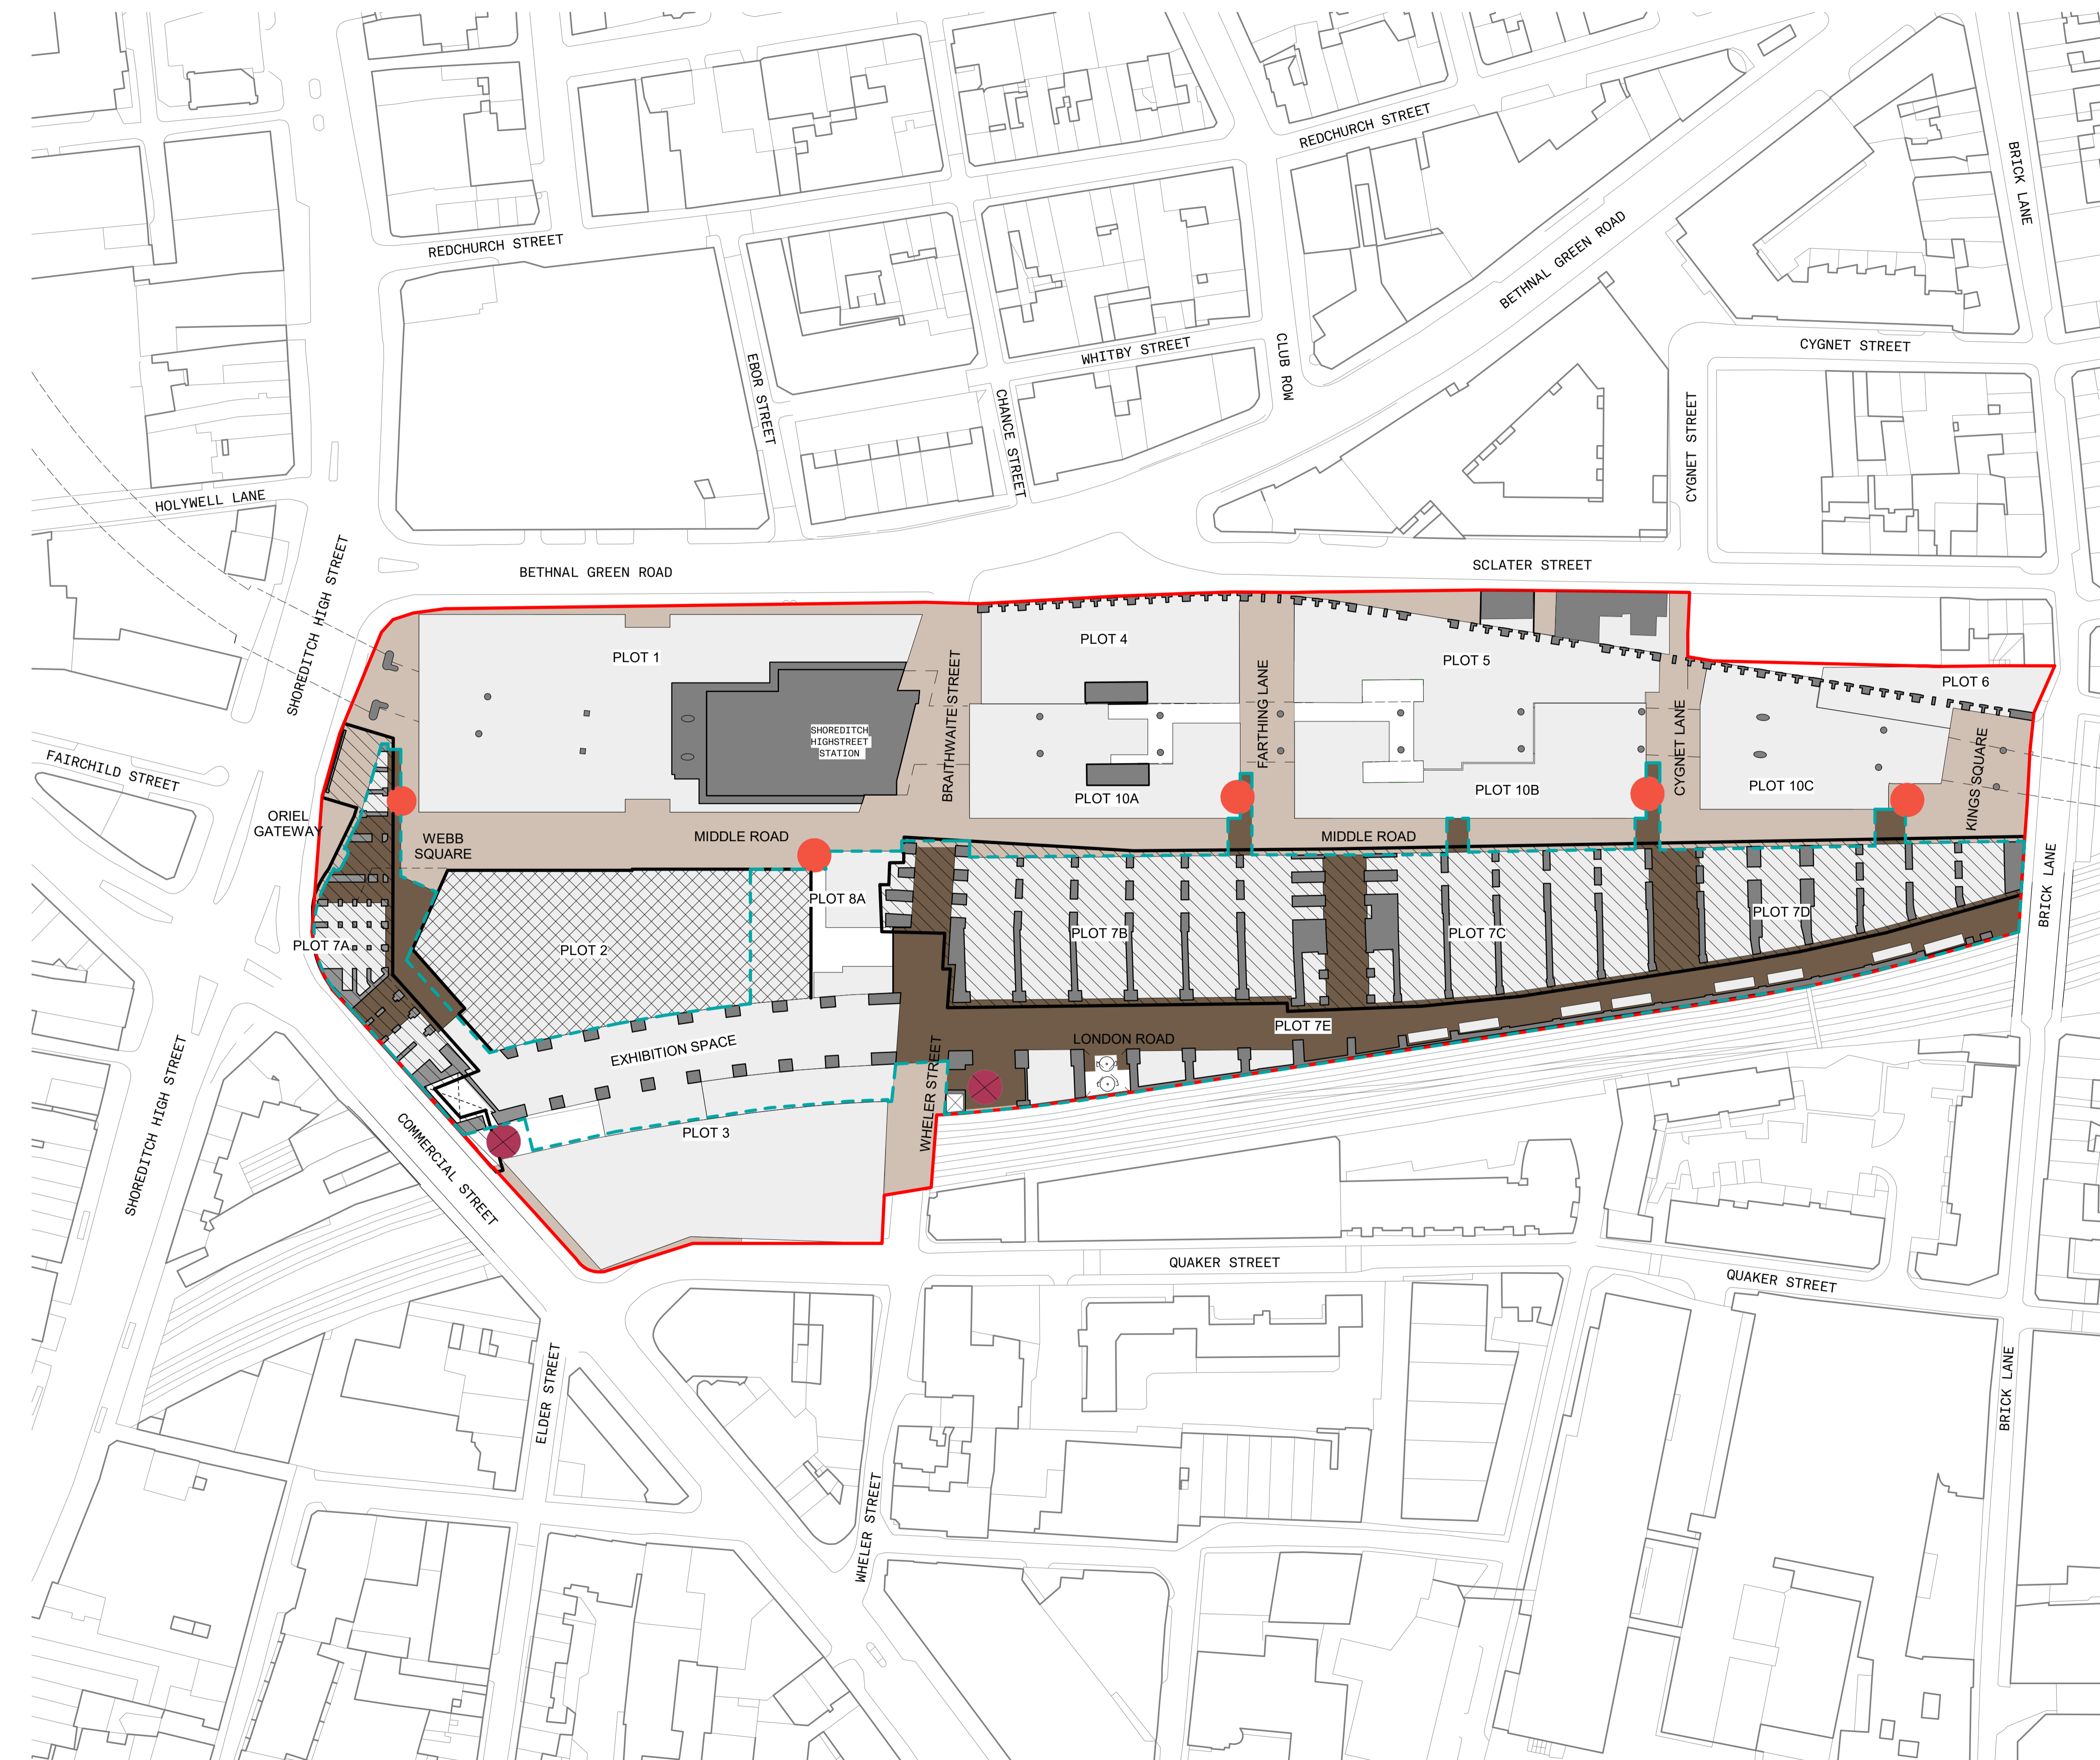 REDCHURCH STREET
BRICK LANE
REDCHURCH STREET
BETHNAL GREEN ROAD
CYGNET STREET
WHITBY STREET
EBOR STREET
CLUB ROW
CHANCE STREET
CYGNET STREET
HOLYWELL LANE
SHOREDITCH HIGH STREET
BETHNAL GREEN ROAD
SCLATER STREET
PLOT 1
PLOT 4
PLOT 5
PLOT 6
BRAITHWAITE STREET
FARTHING LANE
CYGNET LANE
KINGS SQUARE
SHOREDITCH
HIGHSTREET
STATION
FAIRCHILD STREET
PLOT 10A
PLOT 10B
PLOT 10C
ORIEL
GATEWAY
WEBB
SQUARE
MIDDLE ROAD
MIDDLE ROAD
BRICK LANE
PLOT 8A
PLOT 7A
PLOT 2
PLOT 7B
PLOT 7C
PLOT 7D
PLOT 7E
LONDON ROAD
EXHIBITION SPACE
WHELER STREET
PLOT 3
SHOREDITCH HIGH STREET
COMMERCIAL STREET
QUAKER STREET
QUAKER STREET
ELDER STREET
BRICK LANE
WHELER STREET